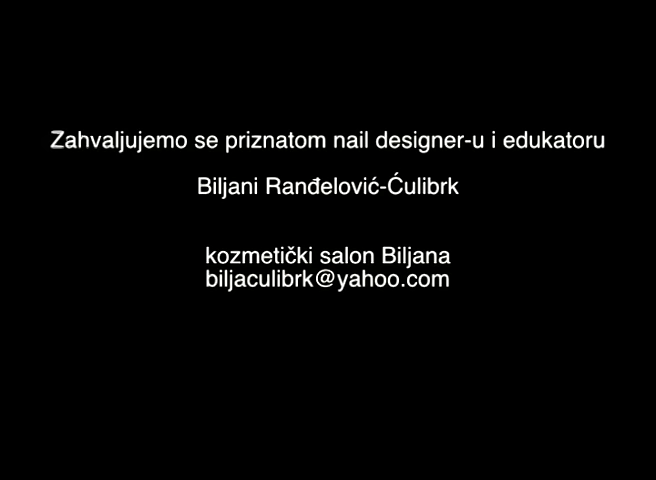 Zahvaljujemo se priznatom nail designer-u i edukatoru
Biljani Ranđelović-Ćulibrk
kozmetički salon Biljana
biljaculibrk@yahoo.com